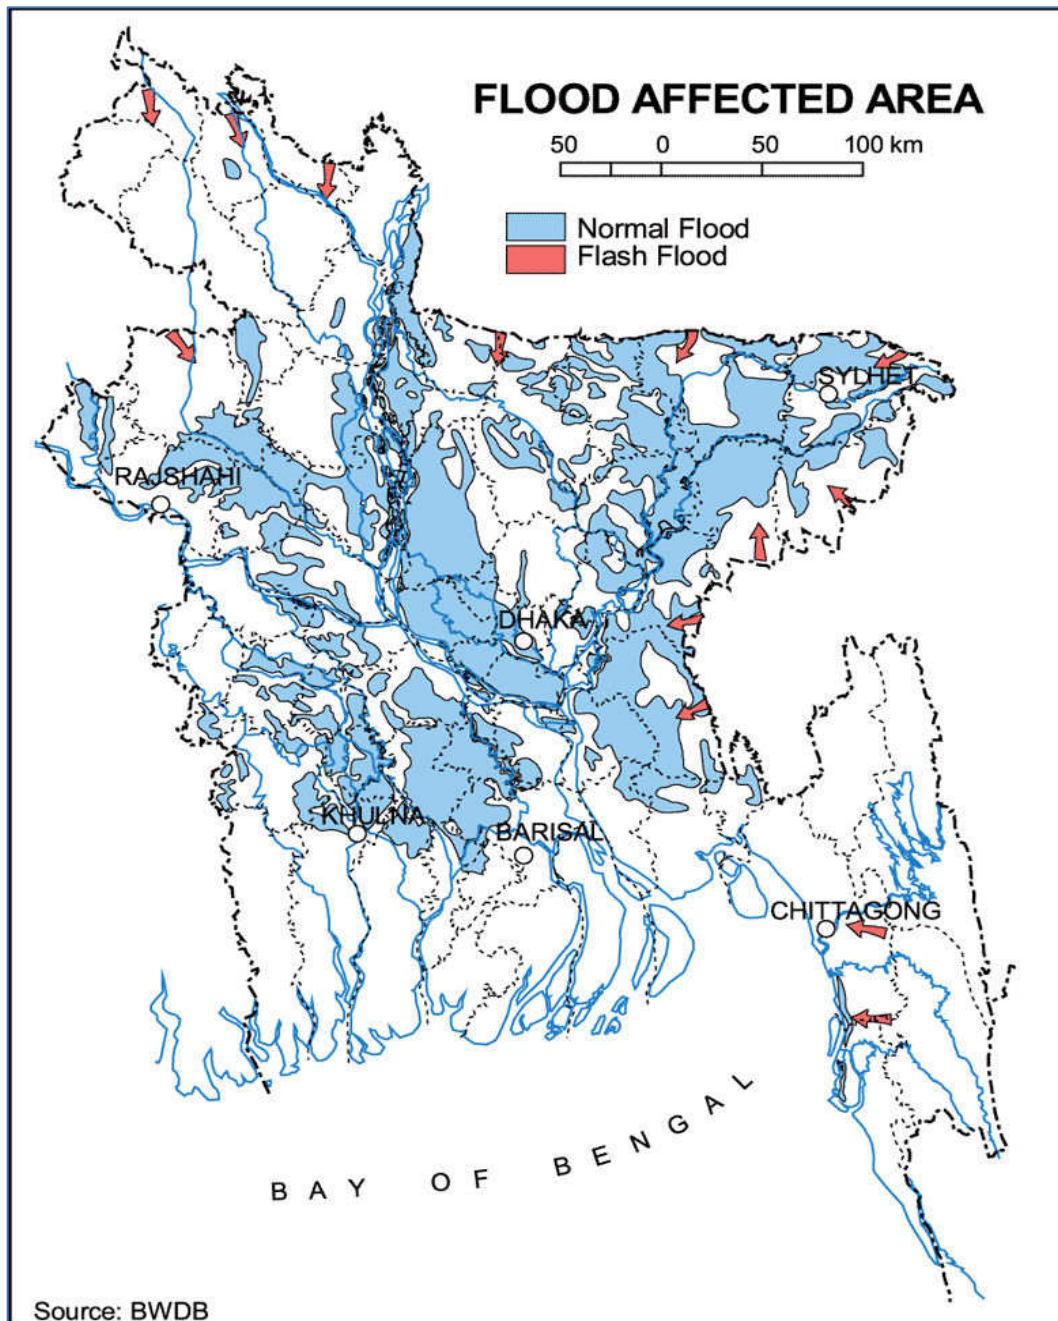 FLOOD AFFECTED AREA
50 0 50 100 km
Normal Flood
Flash Flood
SYLHET
RAJSHAHI
DHAKA
KHULNA
BARISAL
CHITTAGONG
BAY OF BENGAL
Source: BWDB